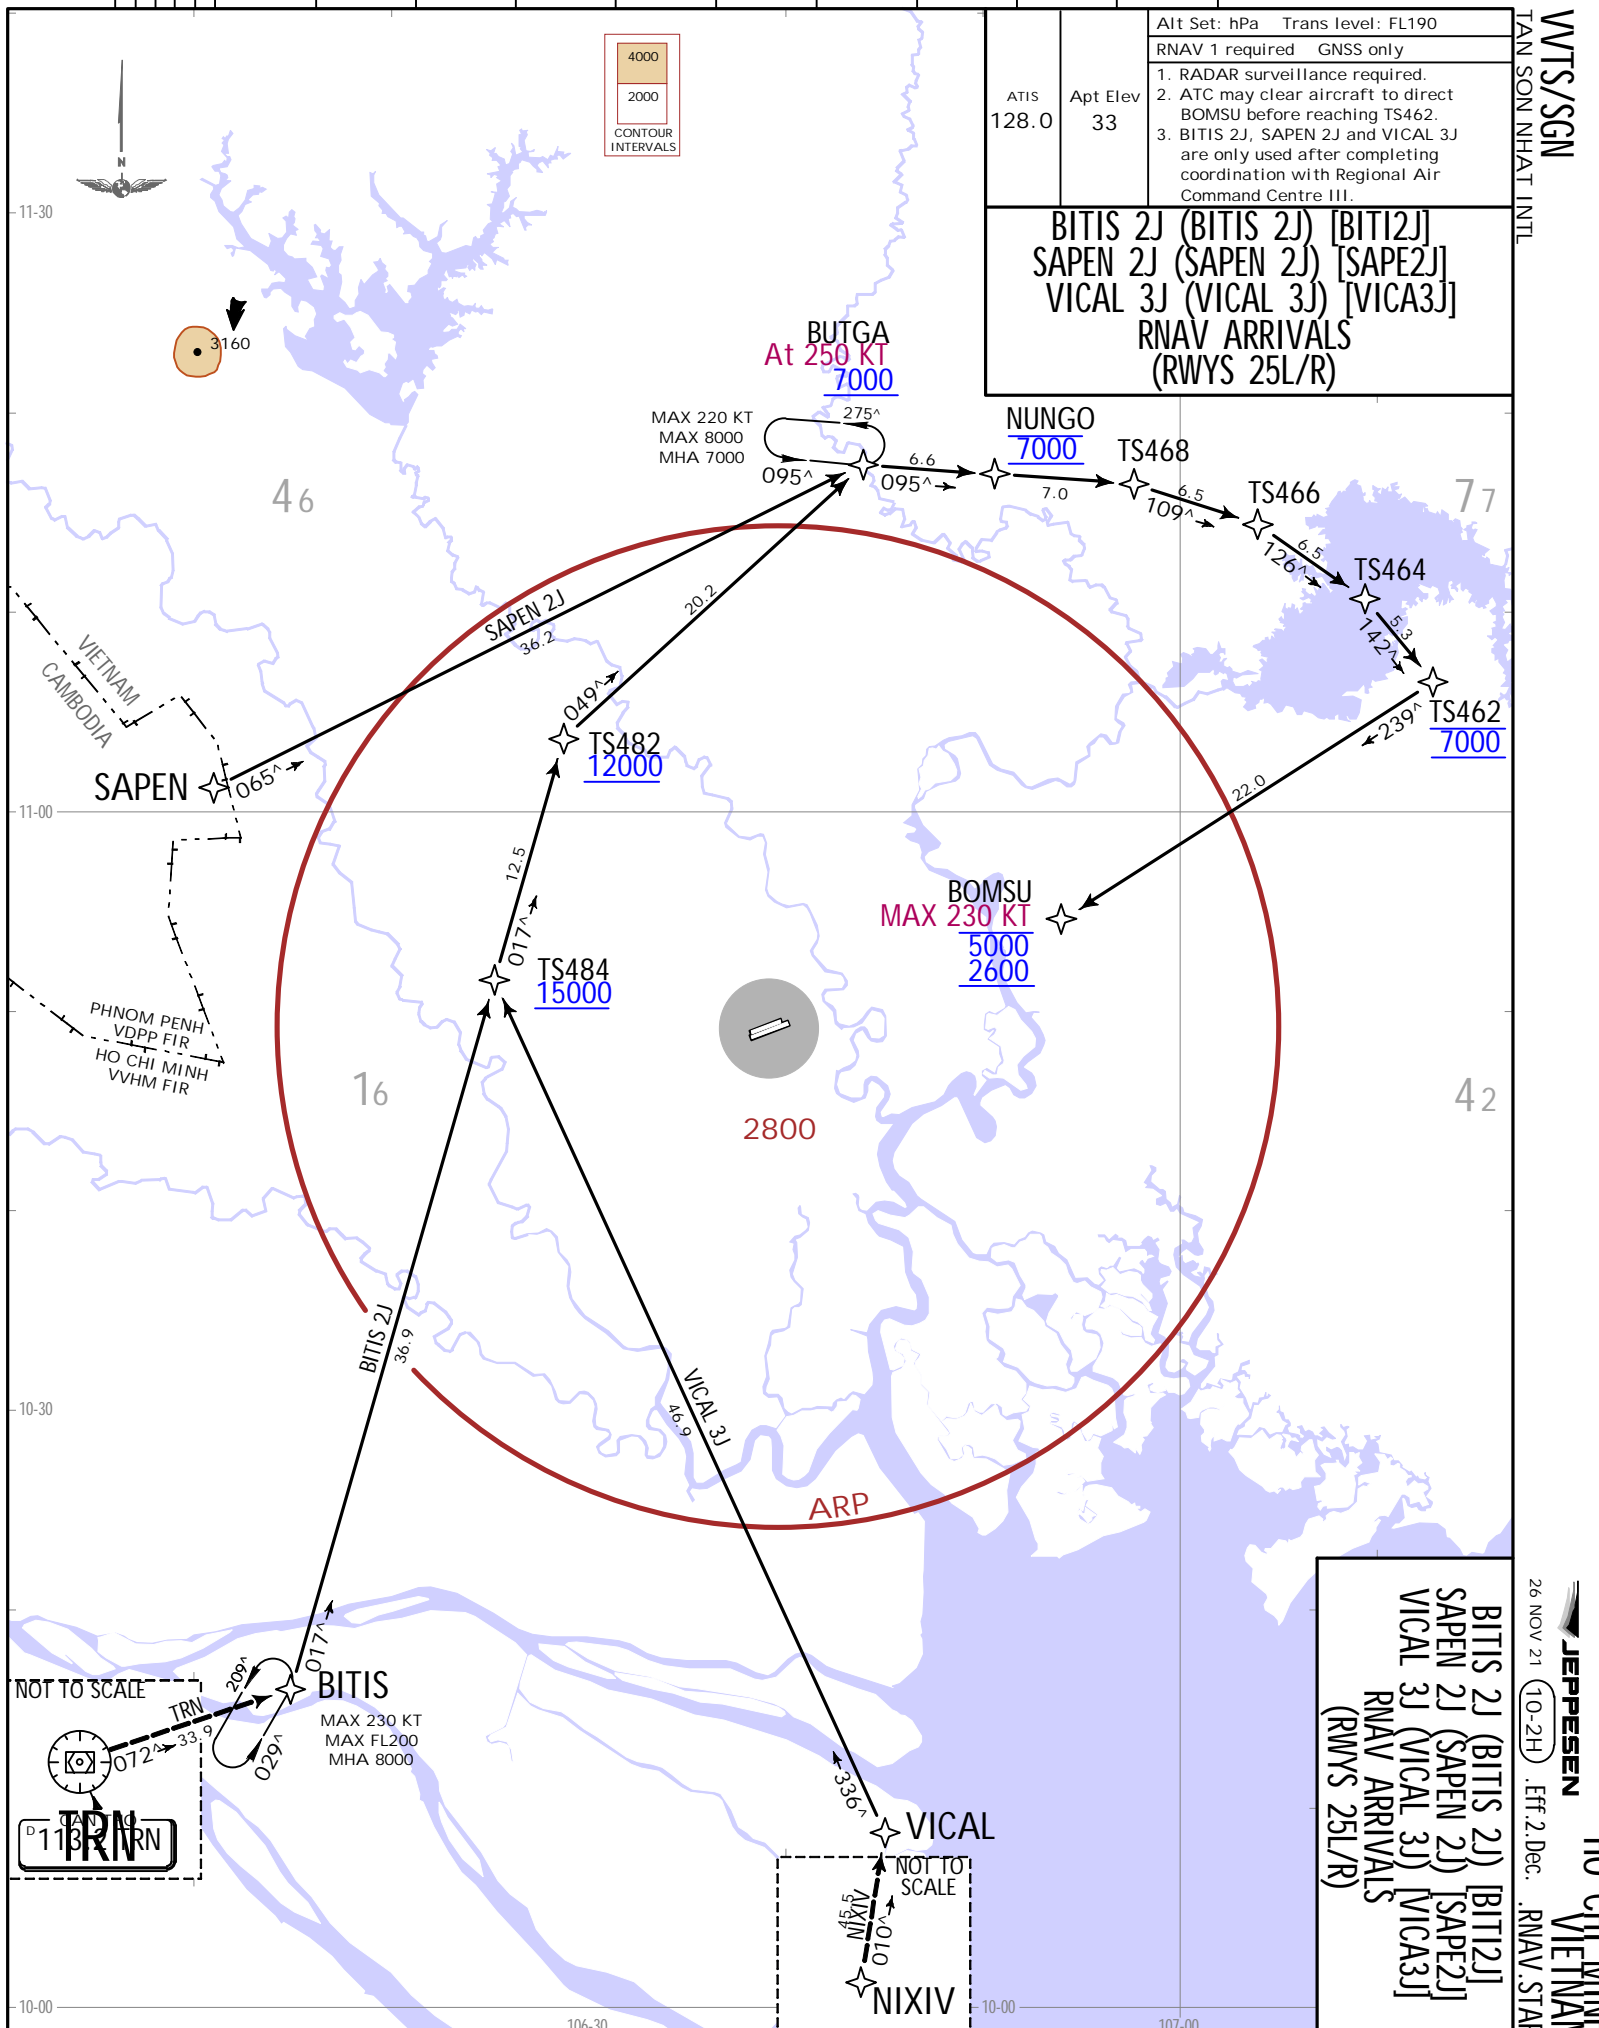 VVTS/SGN
TAN SON NHAT INTL
JEPPESEN
26 NOV 21 10-2H .Eff.2.Dec. .RNAV.STAR
VIETNAM
4000
2000
CONTOUR
INTERVALS
ATIS
128.0
Apt Elev
33
Alt Set: hPa Trans level: FL190
RNAV 1 required GNSS only
1. RADAR surveillance required.
2. ATC may clear aircraft to direct
BOMSU before reaching TS462.
3. BITIS 2J, SAPEN 2J and VICAL 3J
are only used after completing
coordination with Regional Air
Command Centre III.
BITIS 2J (BITIS 2J) [BITI2J]
SAPEN 2J (SAPEN 2J) [SAPE2J]
VICAL 3J (VICAL 3J) [VICA3J]
RNAV ARRIVALS
(RWYS 25L/R)
N
11-30
3160
BUTGA
At 250 KT
7000
MAX 220 KT
MAX 8000
MHA 7000
275^
095^
095^
6.6
NUNGO
7000
7.0
TS468
6.5
109^
TS466
6.5
126^
TS464
5.3
142^
TS462
7000
239^
22.0
46
77
SAPEN 2J
36.2
20.2
VIETNAM
CAMBODIA
049^
TS482
12000
SAPEN
065^
11-00
12.5
017^
BOMSU
MAX 230 KT
5000
2600
TS484
15000
PHNOM PENH
VDPP FIR
HO CHI MINH
VVHM FIR
16
42
2800
BITIS 2J
36.9
VICAL 3J
46.9
10-30
ARP
017^
BITIS
MAX 230 KT
MAX FL200
MHA 8000
209^
029^
NOT TO SCALE
TRN
33.9
072^
CAN THO
D 113.2 TRN
TRN
336^
VICAL
NOT TO
SCALE
45.5
NIXIV
010^
NIXIV
10-00
10-00
106-30
107-00
BITIS 2J (BITIS 2J) [BITI2J]
SAPEN 2J (SAPEN 2J) [SAPE2J]
VICAL 3J (VICAL 3J) [VICA3J]
RNAV ARRIVALS
(RWYS 25L/R)